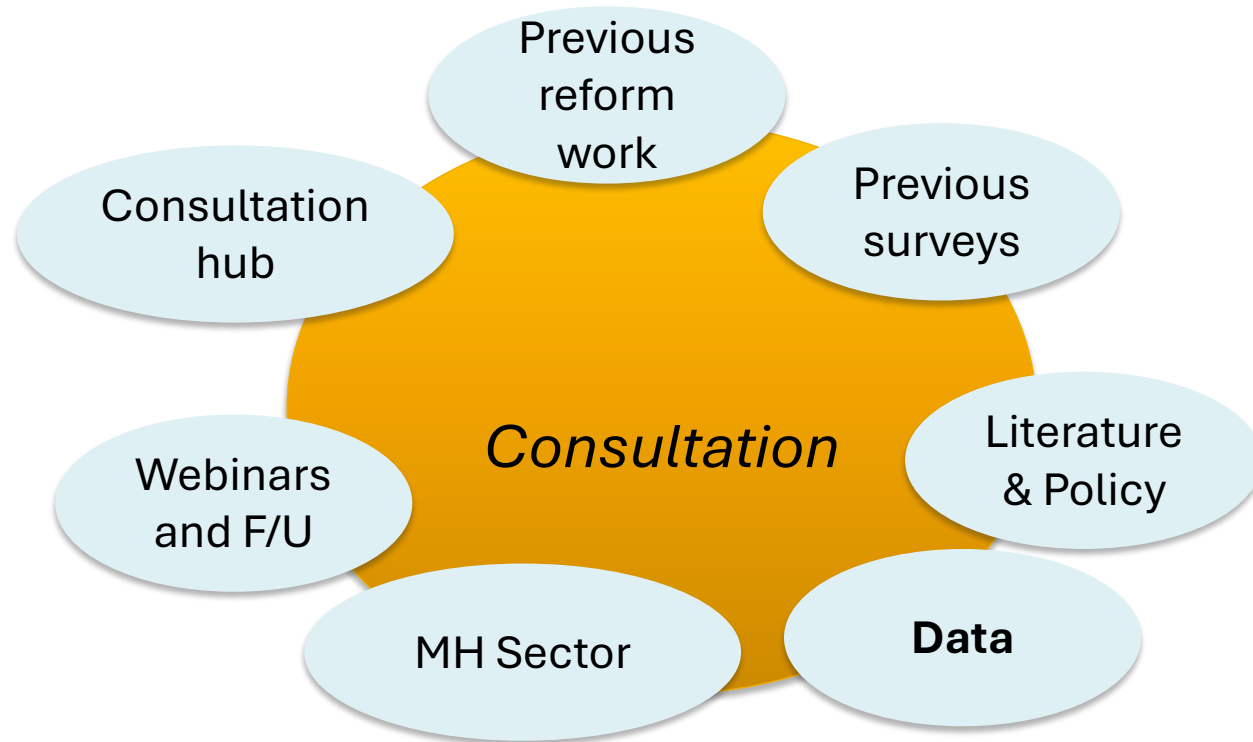 Previous
reform
work
Consultation
hub
Previous
surveys
Consultation
Literature
& Policy
Webinars
and F/U
MH Sector
Data